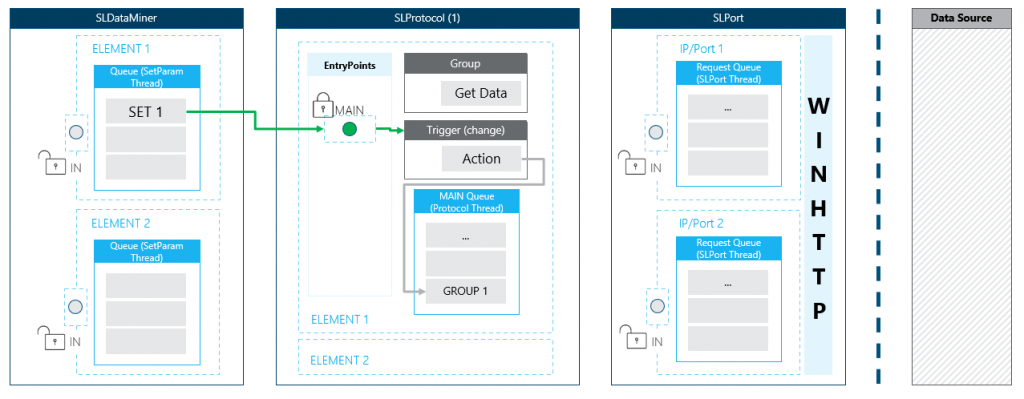 SLDataMiner
ELEMENT 1
Queue (SetParam
Thread)
SET 1
IN
ELEMENT 2
Queue (SetParam
Thread)
IN
SLProtocol (1)
EntryPoints
MAIN
Group
Get Data
Trigger (change)
Action
MAIN Queue
(Protocol Thread)
...
GROUP 1
ELEMENT 1
ELEMENT 2
SLPort
IP/Port 1
Request Queue
(SLPort Thread)
...
IN
IP/Port 2
Request Queue
(SLPort Thread)
...
IN
W
I
N
H
T
T
P
Data Source